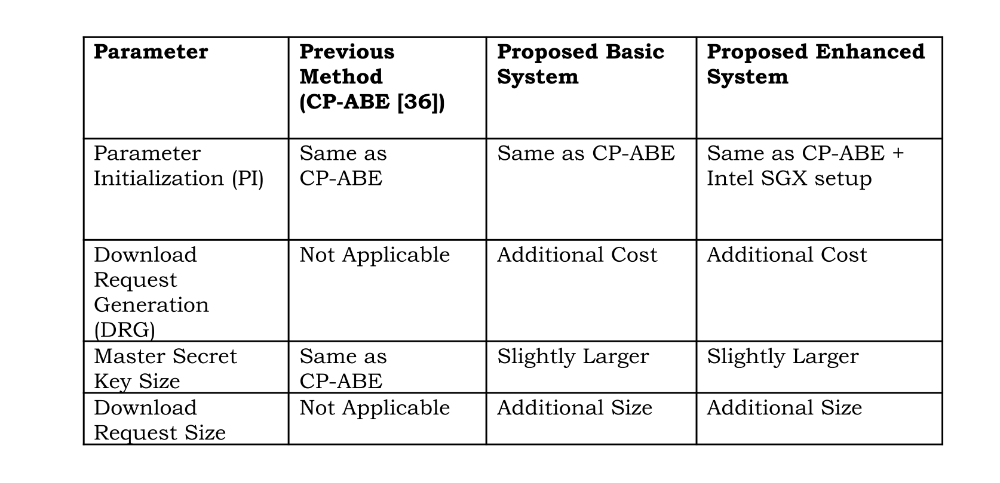 Parameter
Previous
Method
(CP-ABE [36])
Proposed Basic
System
Proposed Enhanced
System
Parameter
Initialization (PI)
Same as
CP-ABE
Same as CP-ABE
Same as CP-ABE +
Intel SGX setup
Download
Request
Generation
(DRG)
Not Applicable
Additional Cost
Additional Cost
Master Secret
Key Size
Same as
CP-ABE
Slightly Larger
Slightly Larger
Download
Request Size
Not Applicable
Additional Size
Additional Size